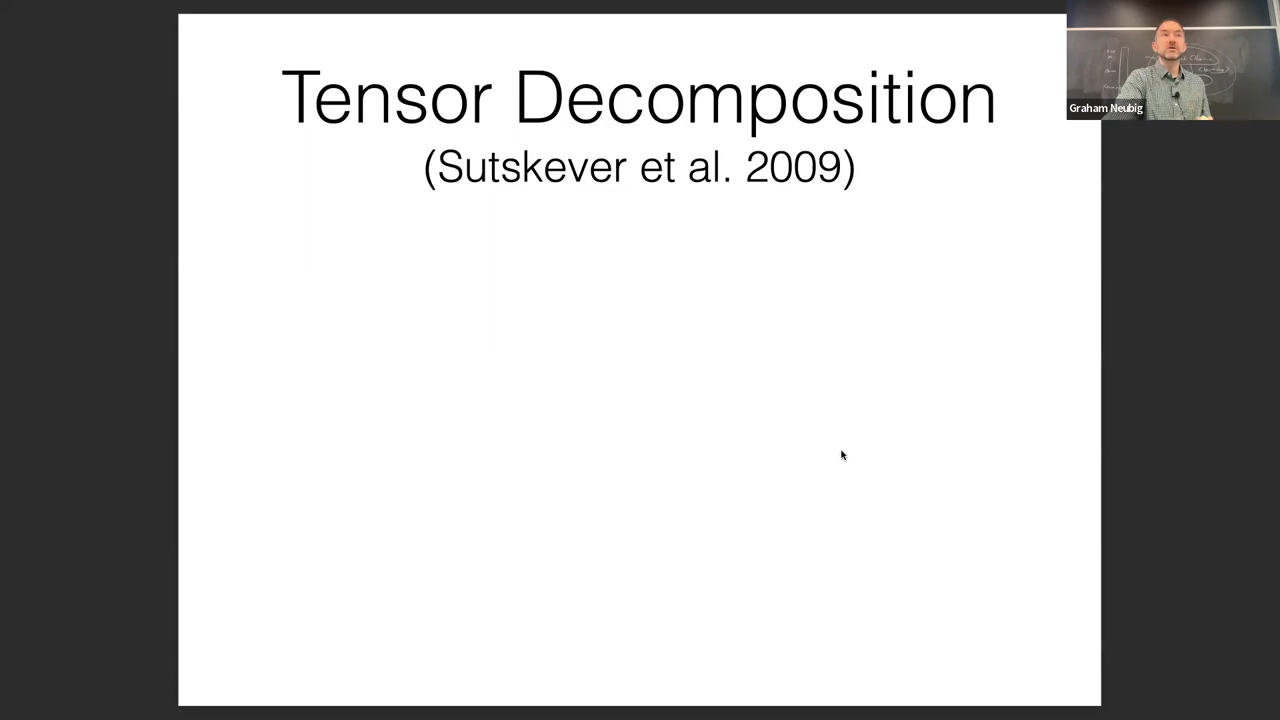 Tensor Decomposition
(Sutskever et al. 2009)
Graham Neubig